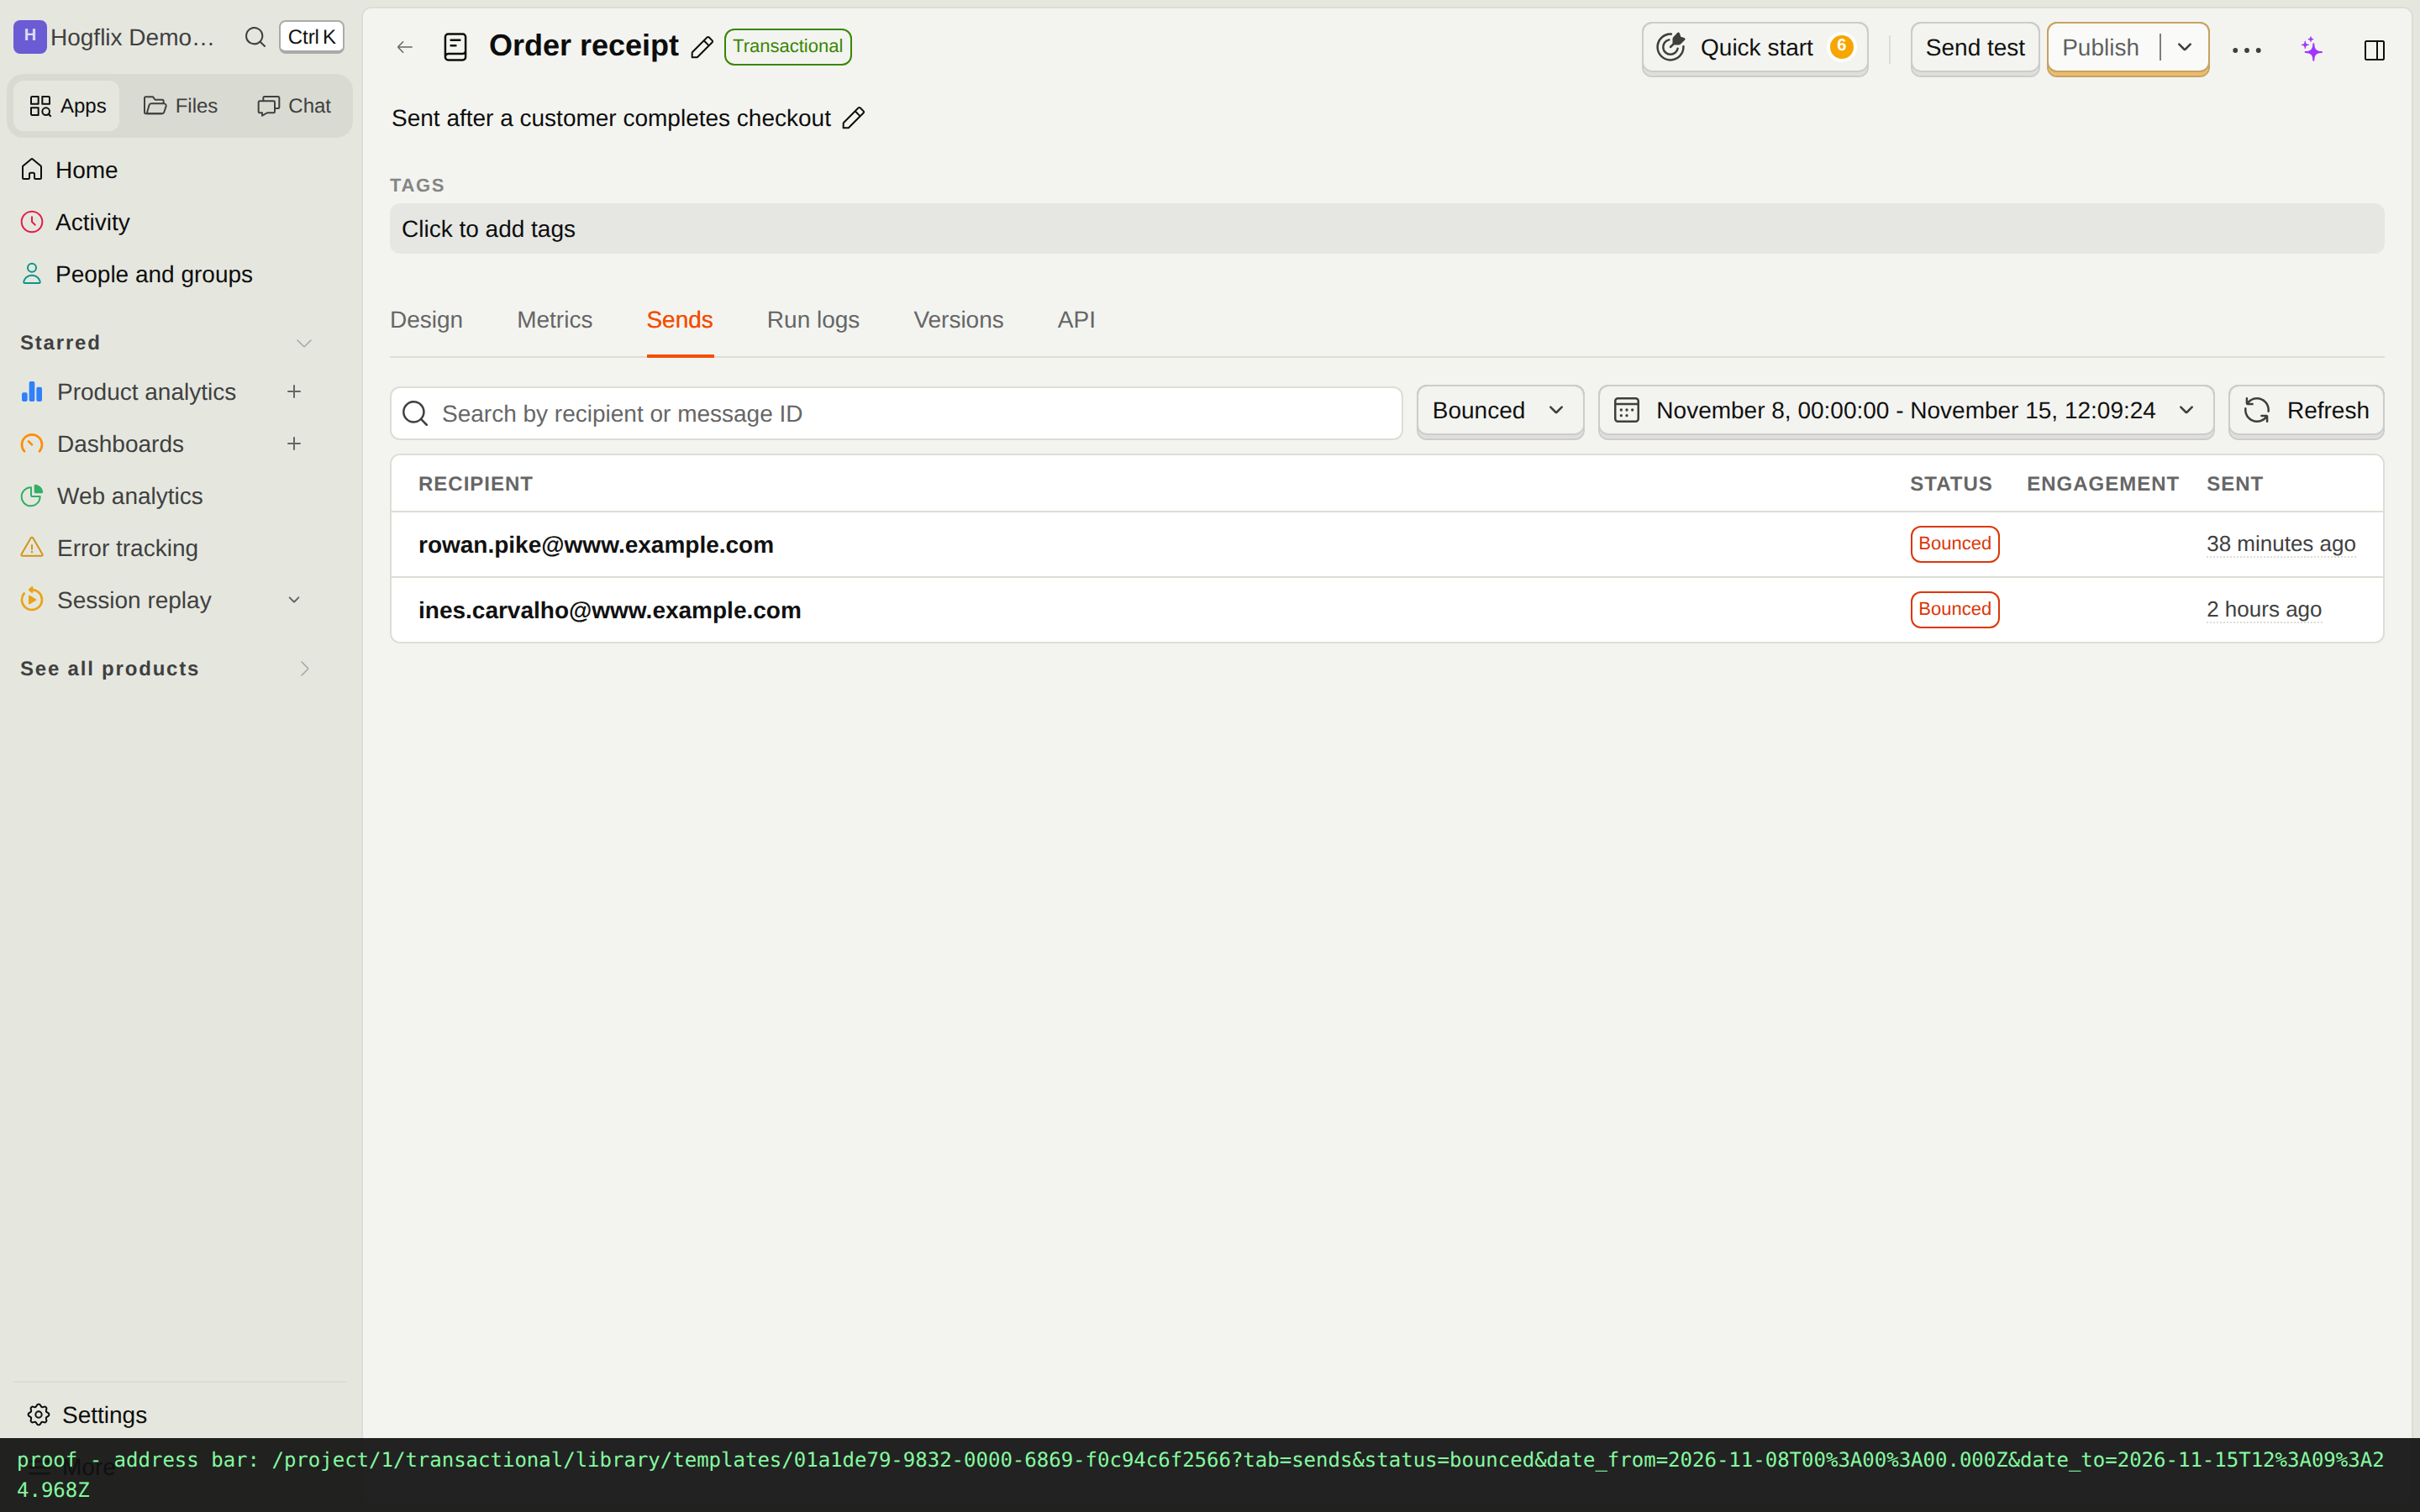 H Hogflix Demo… Ctrl K
Apps Files Chat
Home
Activity
People and groups
Starred
Product analytics
Dashboards
Web analytics
Error tracking
Session replay
See all products
Settings
More
Order receipt Transactional
Quick start 6 Send test Publish
Sent after a customer completes checkout
TAGS
Click to add tags
Design Metrics Sends Run logs Versions API
Search by recipient or message ID Bounced November 8, 00:00:00 - November 15, 12:09:24 Refresh
RECIPIENT STATUS ENGAGEMENT SENT
rowan.pike@www.example.com Bounced 38 minutes ago
ines.carvalho@www.example.com Bounced 2 hours ago
proof - address bar: /project/1/transactional/library/templates/01a1de79-9832-0000-6869-f0c94c6f2566?tab=sends&status=bounced&date_from=2026-11-08T00%3A00%3A00.000Z&date_to=2026-11-15T12%3A09%3A2
4.968Z